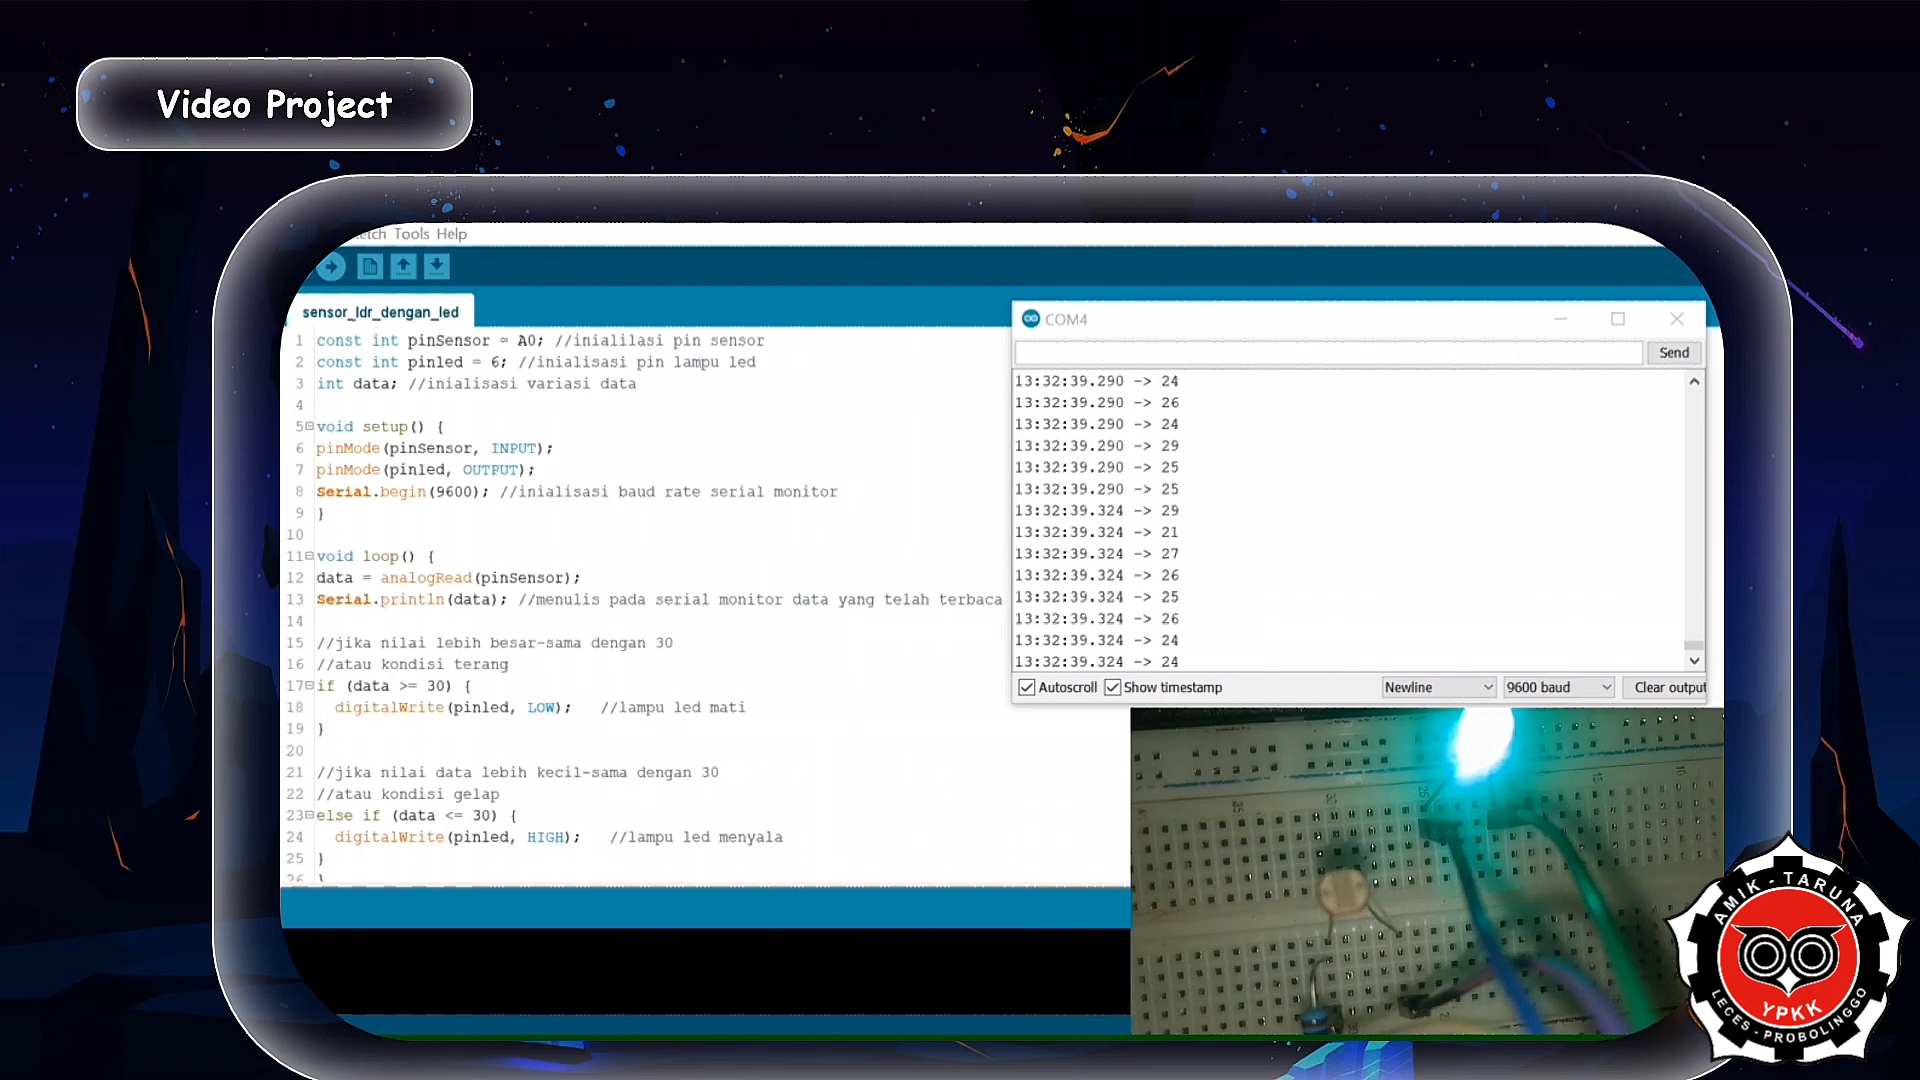 Video Project
etch Tools Help
sensor_ldr_dengan_led
1 const int pinSensor = A0; //inialilasi pin sensor
2 const int pinled = 6; //inialisasi pin lampu led
3 int data; //inialisasi variasi data
4
5 void setup() {
6 pinMode(pinSensor, INPUT);
7 pinMode(pinled, OUTPUT);
8 Serial.begin(9600); //inialisasi baud rate serial monitor
9 }
10
11 void loop() {
12 data = analogRead(pinSensor);
13 Serial.println(data); //menulis pada serial monitor data yang telah terbaca
14
15 //jika nilai lebih besar-sama dengan 30
16 //atau kondisi terang
17 if (data >= 30) {
18 digitalWrite(pinled, LOW); //lampu led mati
19 }
20
21 //jika nilai data lebih kecil-sama dengan 30
22 //atau kondisi gelap
23 else if (data <= 30) {
24 digitalWrite(pinled, HIGH); //lampu led menyala
25 }
26 }
COM4
Send
13:32:39.290 -> 24
13:32:39.290 -> 26
13:32:39.290 -> 24
13:32:39.290 -> 29
13:32:39.290 -> 25
13:32:39.290 -> 25
13:32:39.324 -> 29
13:32:39.324 -> 21
13:32:39.324 -> 27
13:32:39.324 -> 26
13:32:39.324 -> 25
13:32:39.324 -> 26
13:32:39.324 -> 24
13:32:39.324 -> 24
Autoscroll Show timestamp Newline 9600 baud Clear output
AMIK - TARUNA
YPKK
LECES - PROBOLINGGO